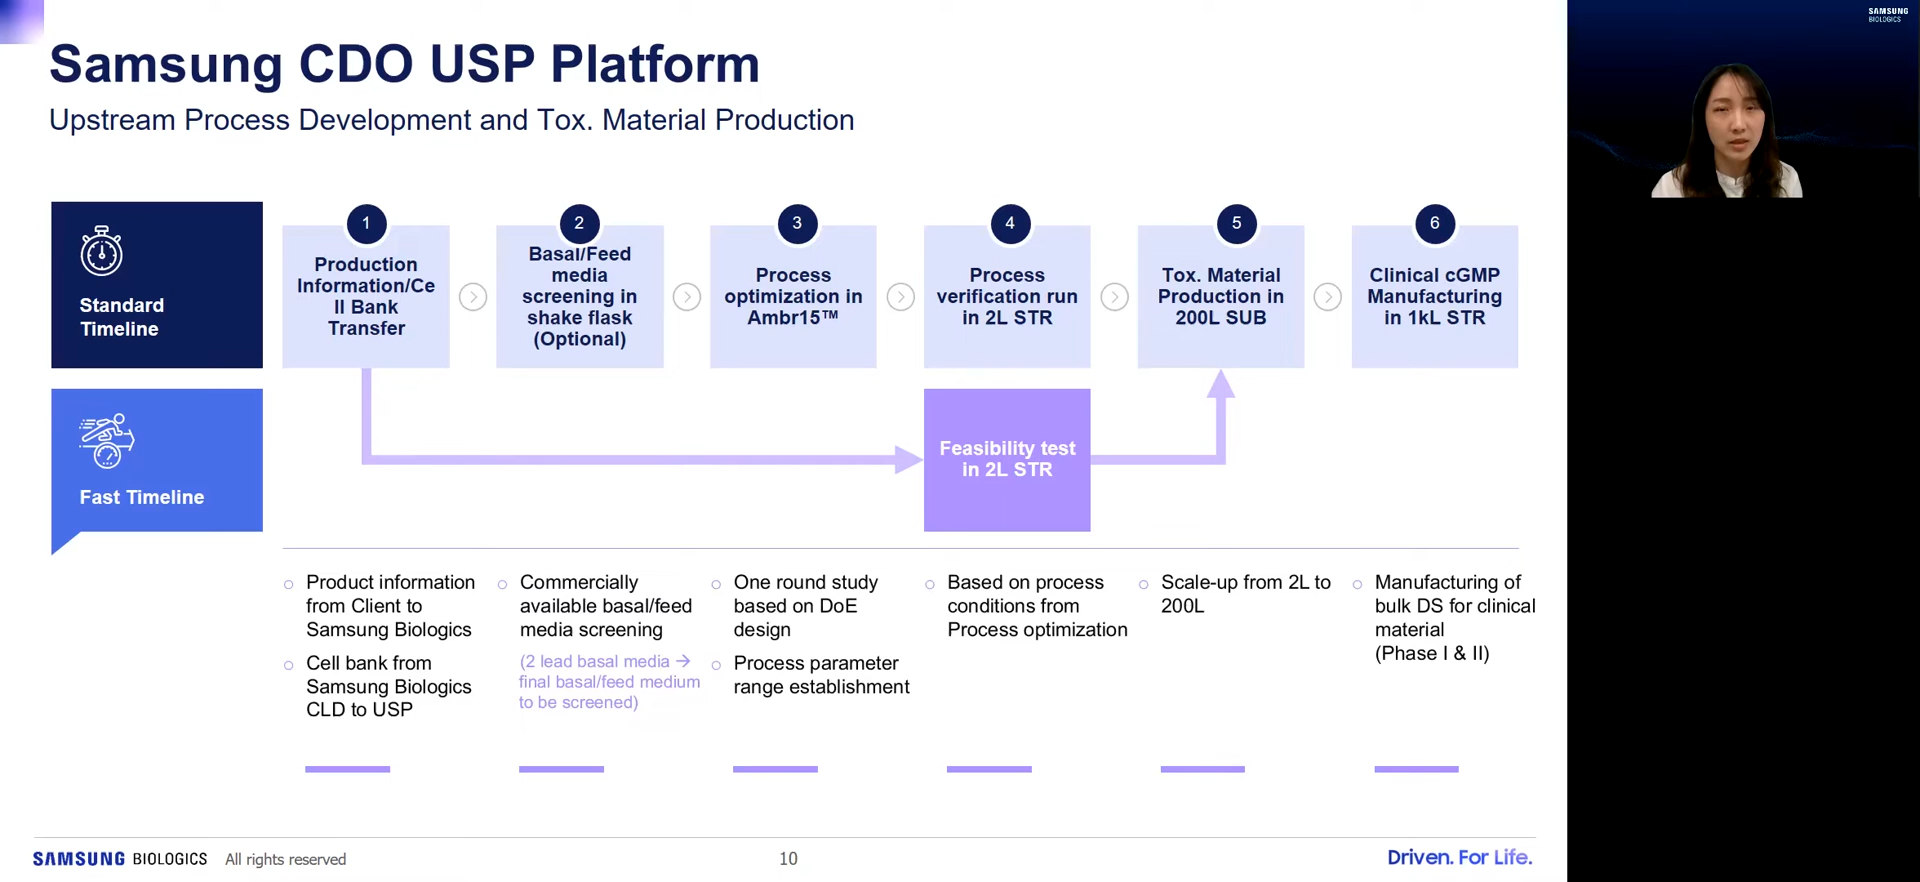 SAMSUNG
BIOLOGICS
Samsung CDO USP Platform
Upstream Process Development and Tox. Material Production
Standard
Timeline
1
Production
Information/Ce
ll Bank
Transfer
2
Basal/Feed
media
screening in
shake flask
(Optional)
3
Process
optimization in
Ambr15™
4
Process
verification run
in 2L STR
5
Tox. Material
Production in
200L SUB
6
Clinical cGMP
Manufacturing
in 1kL STR
Fast Timeline
Feasibility test
in 2L STR
Product information
from Client to
Samsung Biologics
Cell bank from
Samsung Biologics
CLD to USP
Commercially
available basal/feed
media screening
(2 lead basal media →
final basal/feed medium
to be screened)
One round study
based on DoE
design
Process parameter
range establishment
Based on process
conditions from
Process optimization
Scale-up from 2L to
200L
Manufacturing of
bulk DS for clinical
material
(Phase I & II)
SAMSUNG BIOLOGICS All rights reserved
10
Driven. For Life.